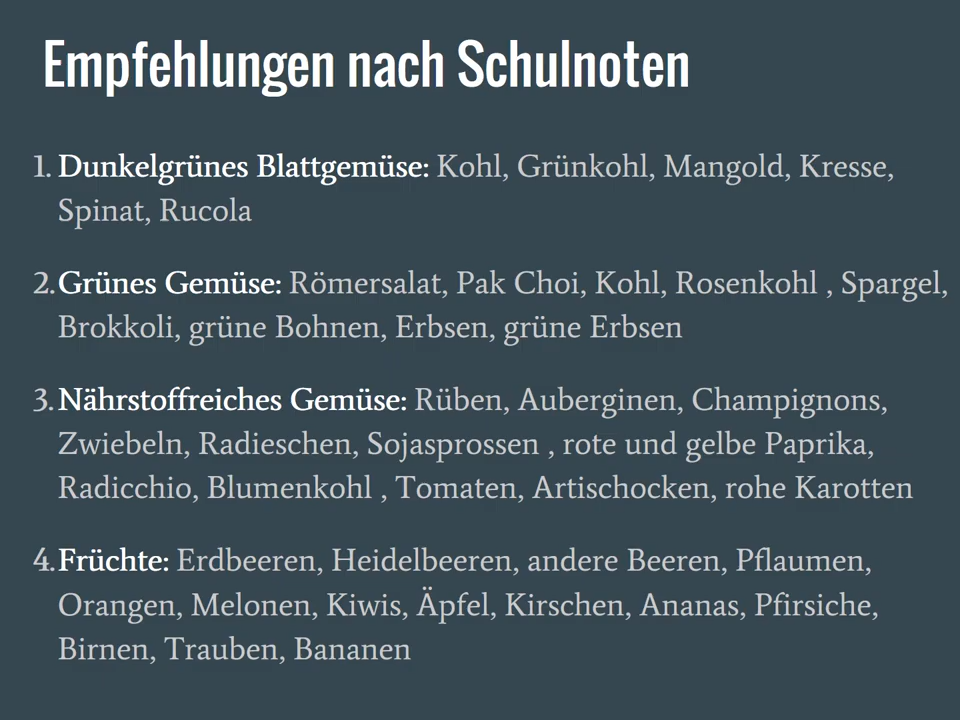 Empfehlungen nach Schulnoten
1. Dunkelgrünes Blattgemüse: Kohl, Grünkohl, Mangold, Kresse,
Spinat, Rucola
2. Grünes Gemüse: Römersalat, Pak Choi, Kohl, Rosenkohl , Spargel,
Brokkoli, grüne Bohnen, Erbsen, grüne Erbsen
3. Nährstoffreiches Gemüse: Rüben, Auberginen, Champignons,
Zwiebeln, Radieschen, Sojasprossen , rote und gelbe Paprika,
Radicchio, Blumenkohl , Tomaten, Artischocken, rohe Karotten
4. Früchte: Erdbeeren, Heidelbeeren, andere Beeren, Pflaumen,
Orangen, Melonen, Kiwis, Äpfel, Kirschen, Ananas, Pfirsiche,
Birnen, Trauben, Bananen